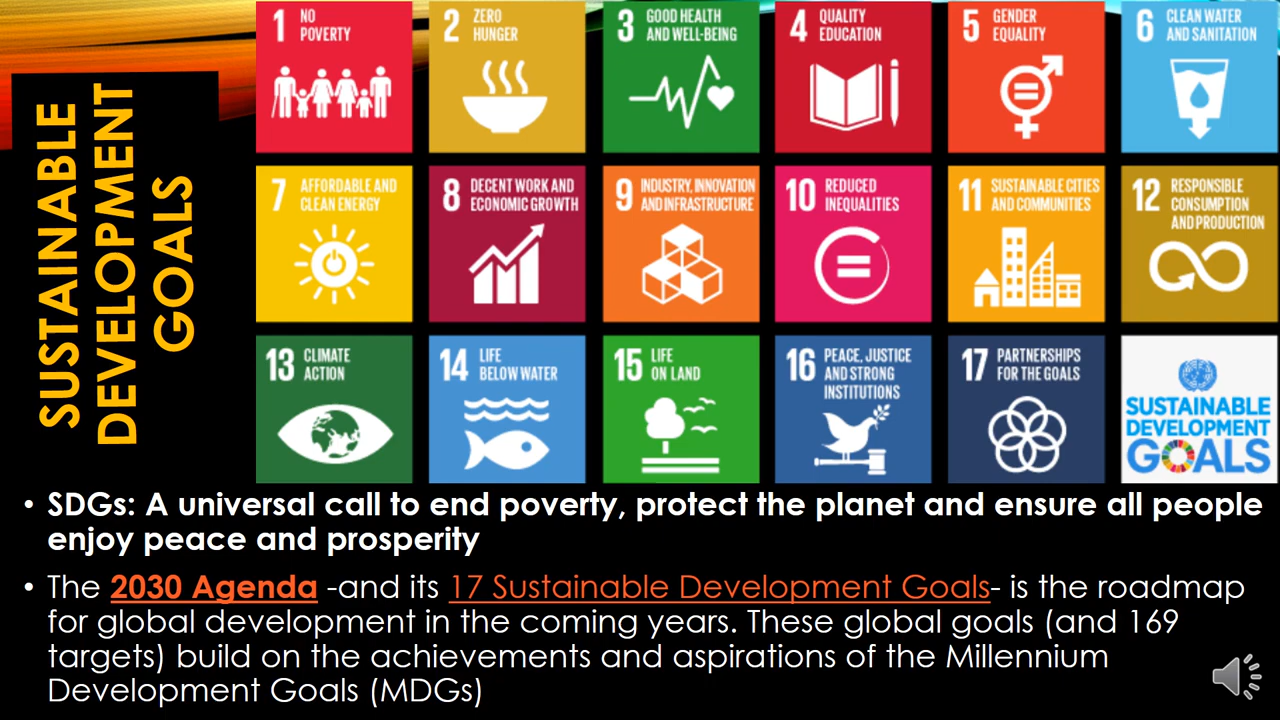 SUSTAINABLE
DEVELOPMENT
GOALS
1 NO
POVERTY
2 ZERO
HUNGER
3 GOOD HEALTH
AND WELL-BEING
4 QUALITY
EDUCATION
5 GENDER
EQUALITY
6 CLEAN WATER
AND SANITATION
7 AFFORDABLE AND
CLEAN ENERGY
8 DECENT WORK AND
ECONOMIC GROWTH
9 INDUSTRY, INNOVATION
AND INFRASTRUCTURE
10 REDUCED
INEQUALITIES
11 SUSTAINABLE CITIES
AND COMMUNITIES
12 RESPONSIBLE
CONSUMPTION
AND PRODUCTION
13 CLIMATE
ACTION
14 LIFE
BELOW WATER
15 LIFE
ON LAND
16 PEACE, JUSTICE
AND STRONG
INSTITUTIONS
17 PARTNERSHIPS
FOR THE GOALS
SUSTAINABLE
DEVELOPMENT
GOALS
• SDGs: A universal call to end poverty, protect the planet and ensure all people
enjoy peace and prosperity
• The 2030 Agenda -and its 17 Sustainable Development Goals- is the roadmap
for global development in the coming years. These global goals (and 169
targets) build on the achievements and aspirations of the Millennium
Development Goals (MDGs)